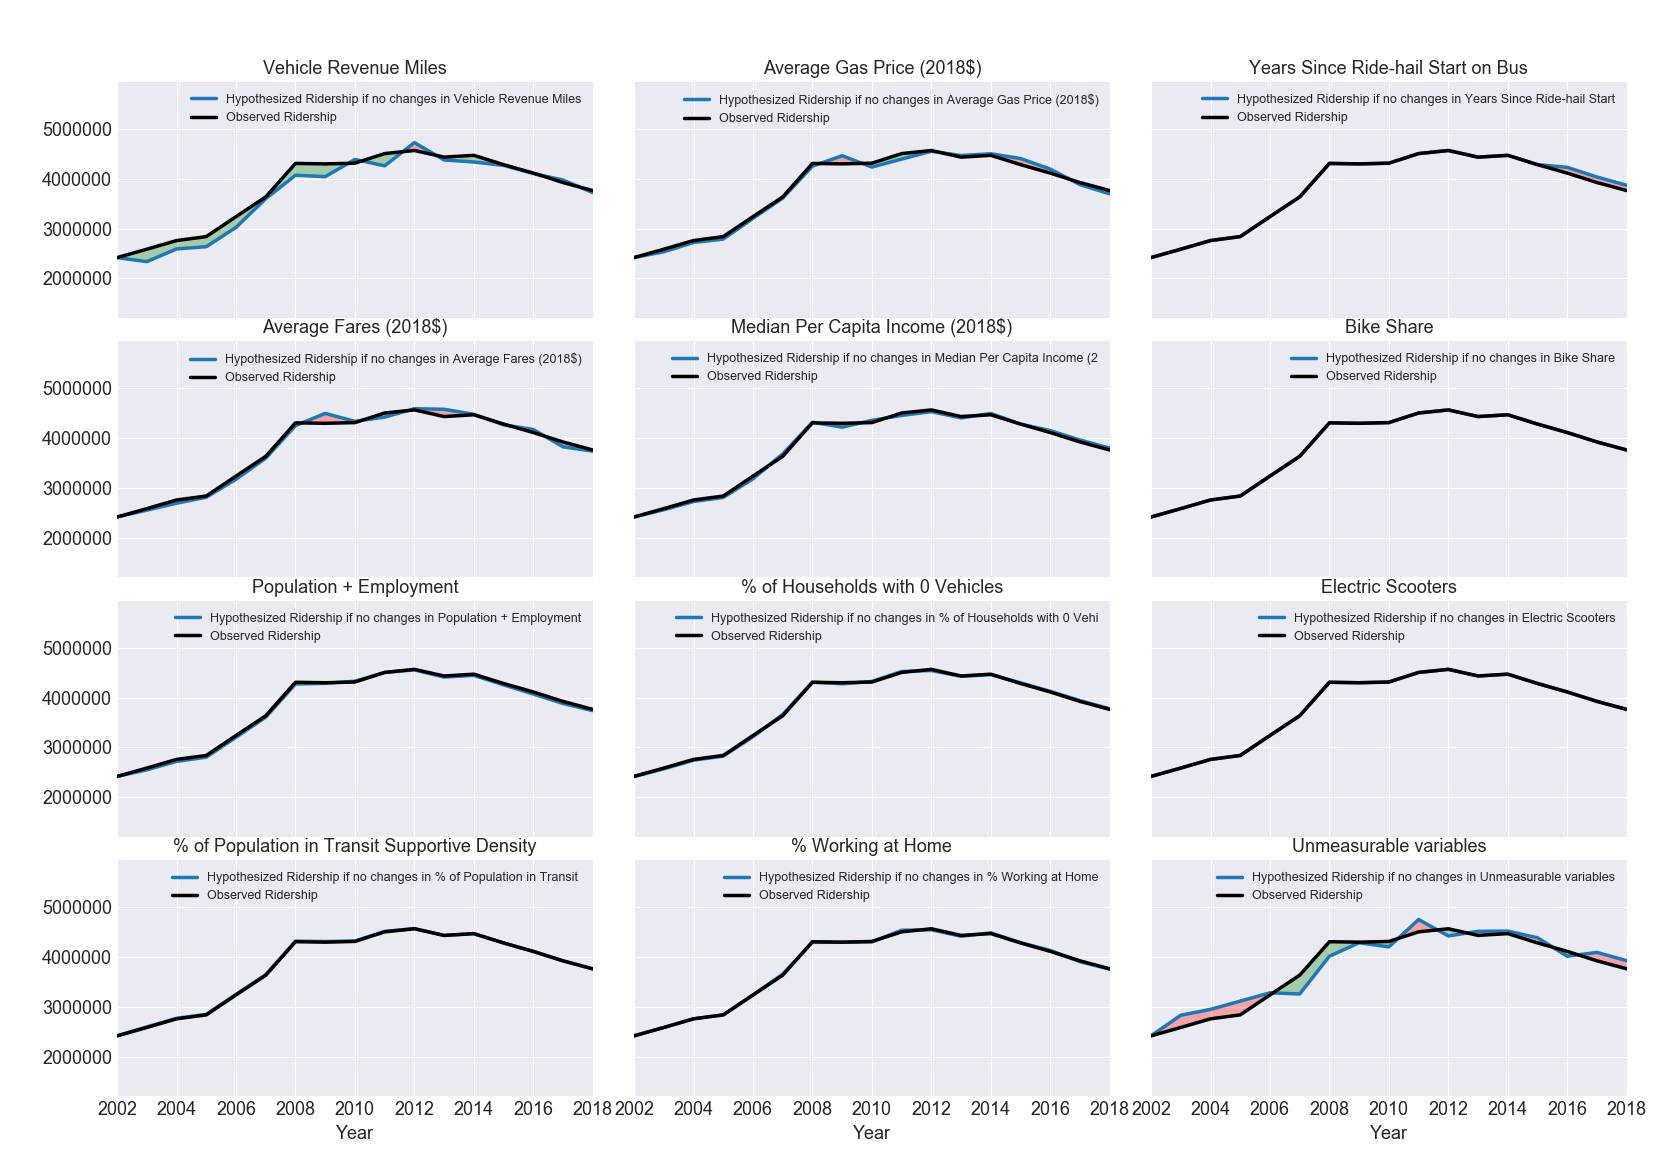 Vehicle Revenue Miles
Hypothesized Ridership if no changes in Vehicle Revenue Miles
Observed Ridership
5000000
4000000
3000000
2000000
Average Gas Price (2018$)
Hypothesized Ridership if no changes in Average Gas Price (2018$)
Observed Ridership
Years Since Ride-hail Start on Bus
Hypothesized Ridership if no changes in Years Since Ride-hail Start
Observed Ridership
Average Fares (2018$)
Hypothesized Ridership if no changes in Average Fares (2018$)
Observed Ridership
5000000
4000000
3000000
2000000
Median Per Capita Income (2018$)
Hypothesized Ridership if no changes in Median Per Capita Income (2
Observed Ridership
Bike Share
Hypothesized Ridership if no changes in Bike Share
Observed Ridership
Population + Employment
Hypothesized Ridership if no changes in Population + Employment
Observed Ridership
5000000
4000000
3000000
2000000
% of Households with 0 Vehicles
Hypothesized Ridership if no changes in % of Households with 0 Vehi
Observed Ridership
Electric Scooters
Hypothesized Ridership if no changes in Electric Scooters
Observed Ridership
% of Population in Transit Supportive Density
Hypothesized Ridership if no changes in % of Population in Transit
Observed Ridership
5000000
4000000
3000000
2000000
2002 2004 2006 2008 2010 2012 2014 2016 2018
Year
% Working at Home
Hypothesized Ridership if no changes in % Working at Home
Observed Ridership
2002 2004 2006 2008 2010 2012 2014 2016 2018
Year
Unmeasurable variables
Hypothesized Ridership if no changes in Unmeasurable variables
Observed Ridership
2002 2004 2006 2008 2010 2012 2014 2016 2018
Year